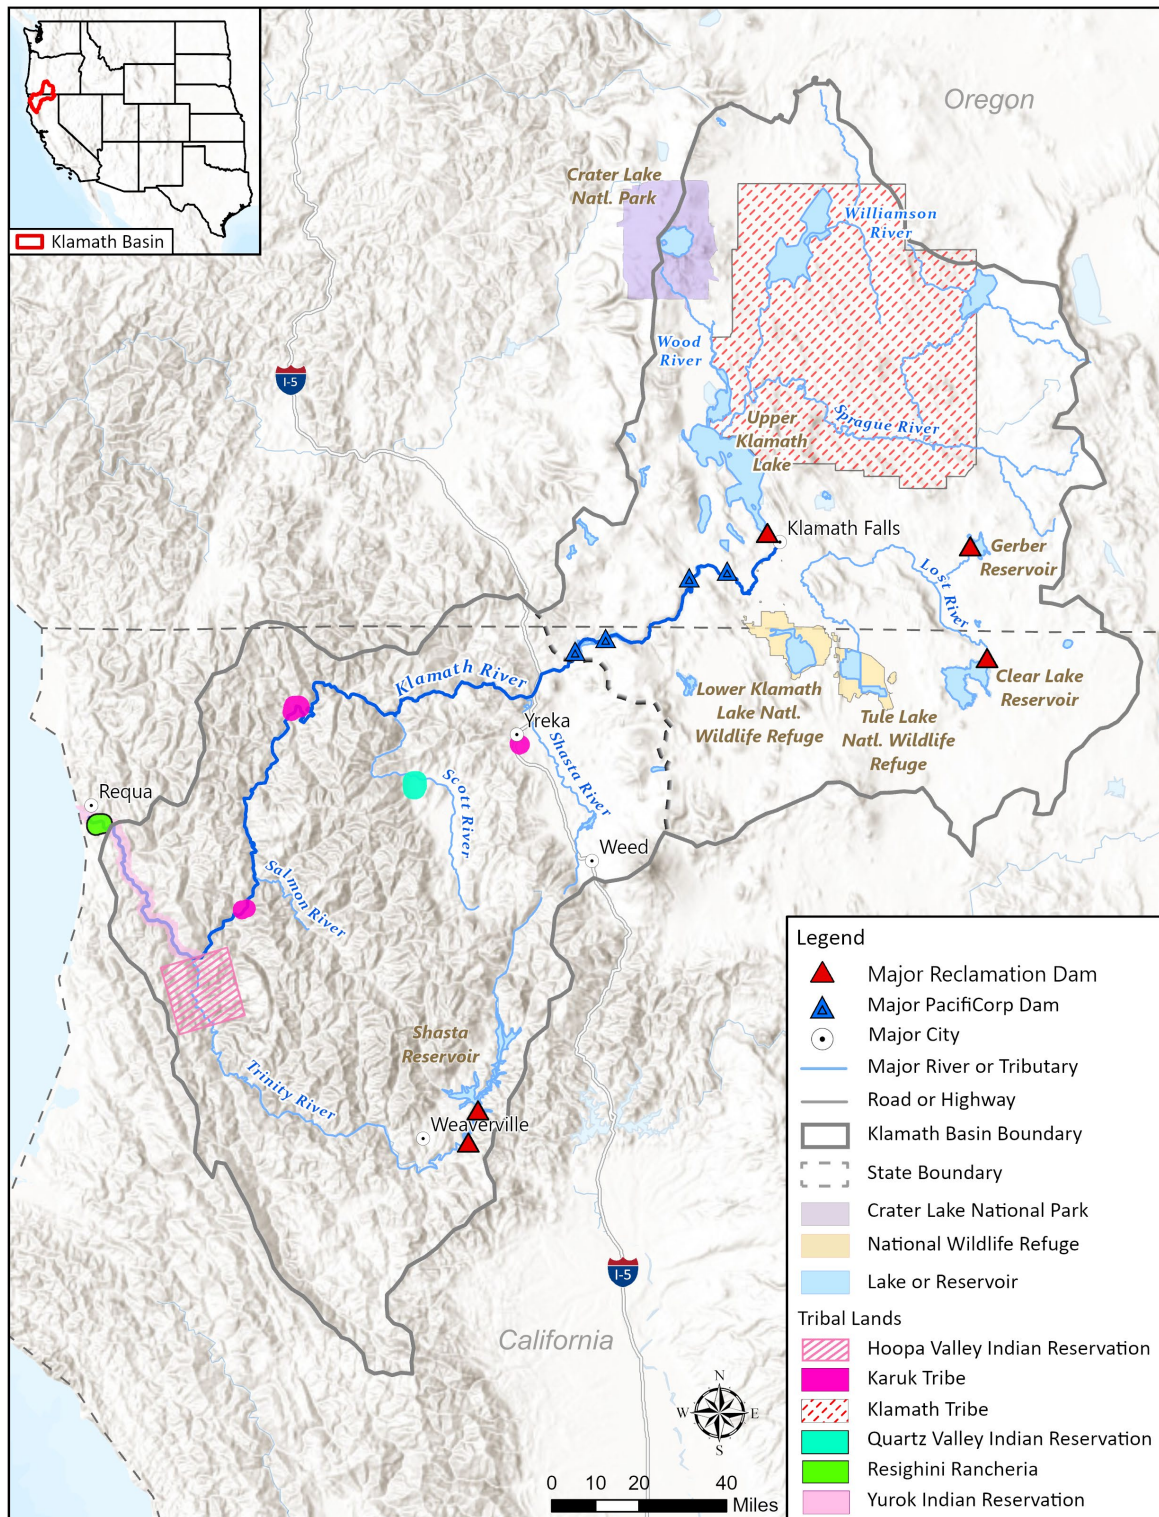 Klamath Basin
Oregon
Crater Lake
Natl. Park
Williamson
River
Wood
River
I-5
Sprague River
Upper
Klamath
Lake
Klamath Falls
Gerber
Reservoir
Lost River
Klamath River
Lower Klamath
Lake Natl.
Wildlife Refuge
Tule Lake
Natl. Wildlife
Refuge
Clear Lake
Reservoir
Yreka
Shasta River
Scott River
Requa
Weed
Salmon River
Shasta
Reservoir
Trinity River
Weaverville
I-5
California
N
W
E
S
0
10
20
40
Miles
Legend
Major Reclamation Dam
Major PacifiCorp Dam
Major City
Major River or Tributary
Road or Highway
Klamath Basin Boundary
State Boundary
Crater Lake National Park
National Wildlife Refuge
Lake or Reservoir
Tribal Lands
Hoopa Valley Indian Reservation
Karuk Tribe
Klamath Tribe
Quartz Valley Indian Reservation
Resighini Rancheria
Yurok Indian Reservation